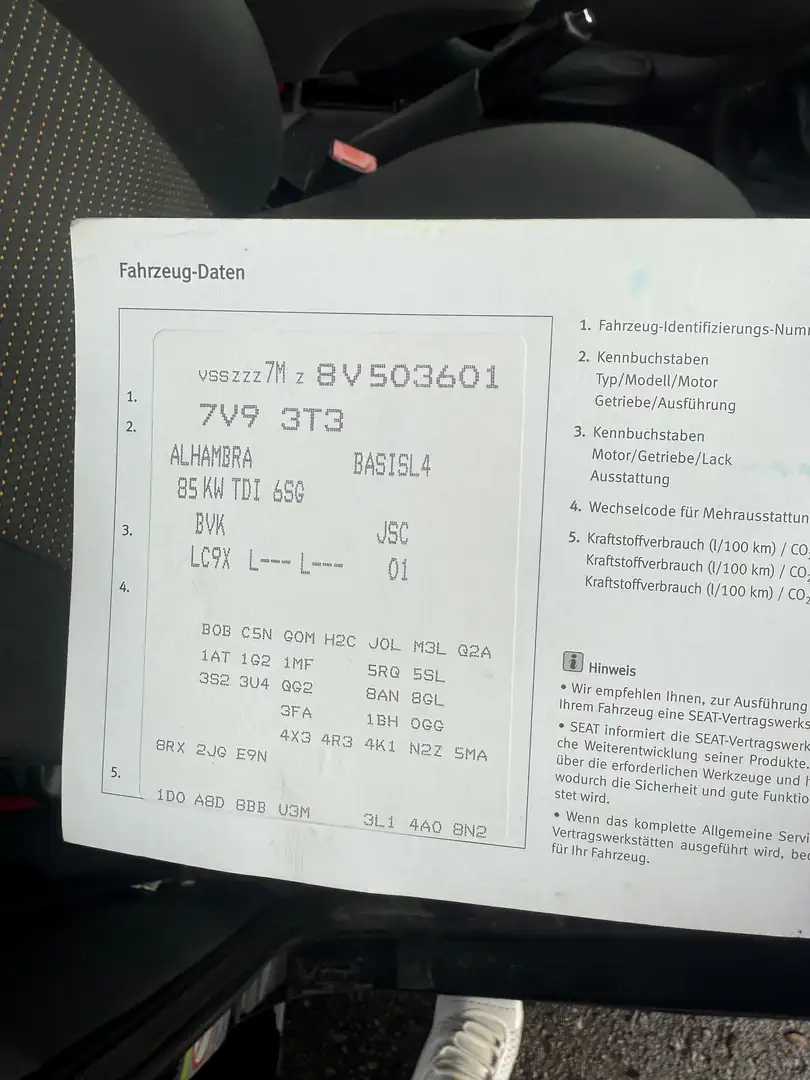 Fahrzeug-Daten
vsszzz7M z 8V503601
1.
2.
7V9 3T3
ALHAMBRA BASISL4
85 KW TDI 6SG
3.
BVK JSC
LC9X L--- L--- 01
4.
B0B C5N G0M H2C J0L M3L Q2A
1AT 1G2 1MF 5RQ 5SL
3S2 3U4 QG2 8AN 8GL
3FA 1BH 0GG
4X3 4R3 4K1 N2Z 5MA
8RX 2JG E9N
5.
1D0 A8D 8BB U3M 3L1 4A0 8N2
1. Fahrzeug-Identifizierungs-Num
2. Kennbuchstaben
Typ/Modell/Motor
Getriebe/Ausführung
3. Kennbuchstaben
Motor/Getriebe/Lack
Ausstattung
4. Wechselcode für Mehrausstattun
5. Kraftstoffverbrauch (l/100 km) / CO₂
Kraftstoffverbrauch (l/100 km) / CO₂
Kraftstoffverbrauch (l/100 km) / CO₂
i Hinweis
• Wir empfehlen Ihnen, zur Ausführung
Ihrem Fahrzeug eine SEAT-Vertragswerks
• SEAT informiert die SEAT-Vertragswerk
che Weiterentwicklung seiner Produkte.
über die erforderlichen Werkzeuge und
wodurch die Sicherheit und gute Funktio
stet wird.
• Wenn das komplette Allgemeine Servi
Vertragswerkstätten ausgeführt wird, bed
für Ihr Fahrzeug.